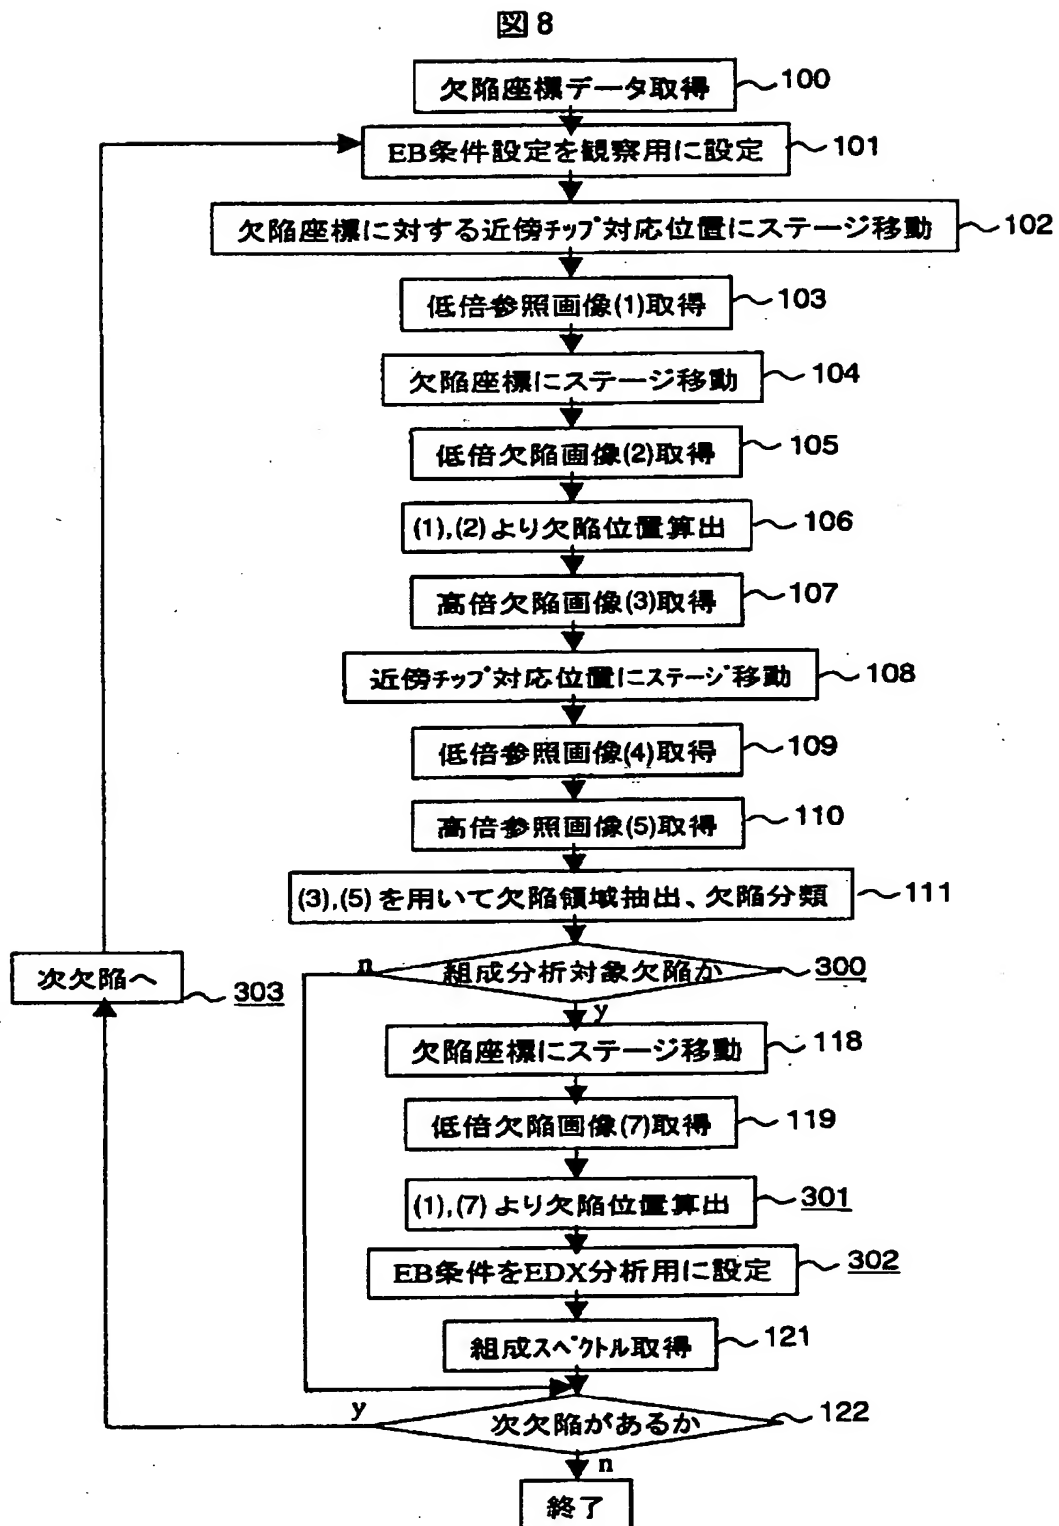 図8
欠陥座標データ取得 100
EB条件設定を観察用に設定 101
欠陥座標に対する近傍チップ対応位置にステージ移動 102
低倍参照画像(1)取得 103
欠陥座標にステージ移動 104
低倍欠陥画像(2)取得 105
(1),(2)より欠陥位置算出 106
高倍欠陥画像(3)取得 107
近傍チップ対応位置にステージ移動 108
低倍参照画像(4)取得 109
高倍参照画像(5)取得 110
(3),(5)を用いて欠陥領域抽出、欠陥分類 111
n 組成分析対象欠陥か 300
次欠陥へ 303
y
欠陥座標にステージ移動 118
低倍欠陥画像(7)取得 119
(1),(7)より欠陥位置算出 301
EB条件をEDX分析用に設定 302
組成スペクトル取得 121
y 次欠陥があるか 122
n
終了